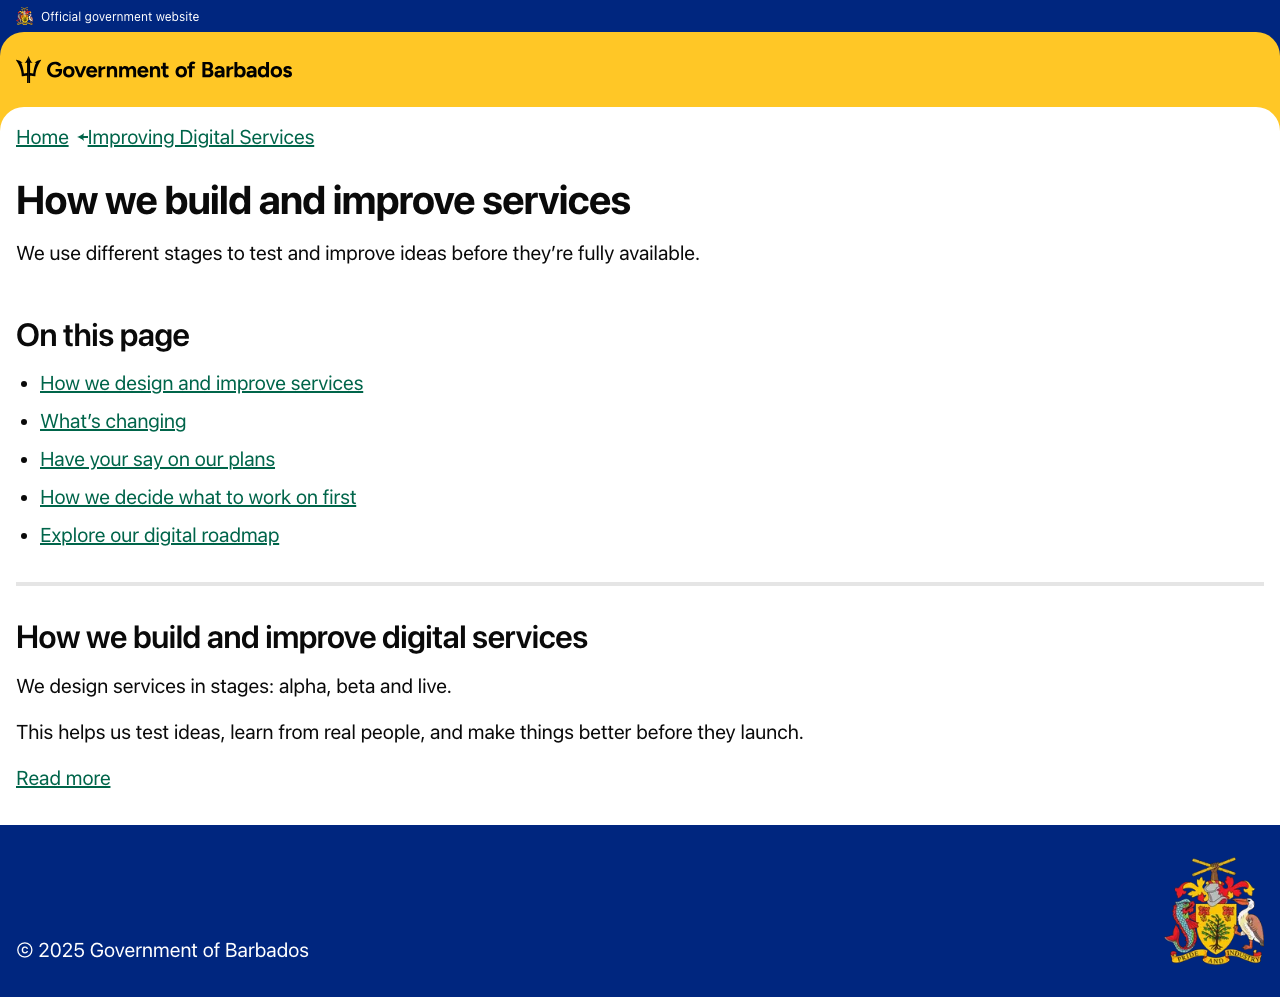 Official government website
Government of Barbados
Home Improving Digital Services
How we build and improve services
We use different stages to test and improve ideas before they’re fully available.
On this page
How we design and improve services
What’s changing
Have your say on our plans
How we decide what to work on first
Explore our digital roadmap
How we build and improve digital services
We design services in stages: alpha, beta and live.
This helps us test ideas, learn from real people, and make things better before they launch.
Read more
PRIDE AND INDUSTRY
© 2025 Government of Barbados